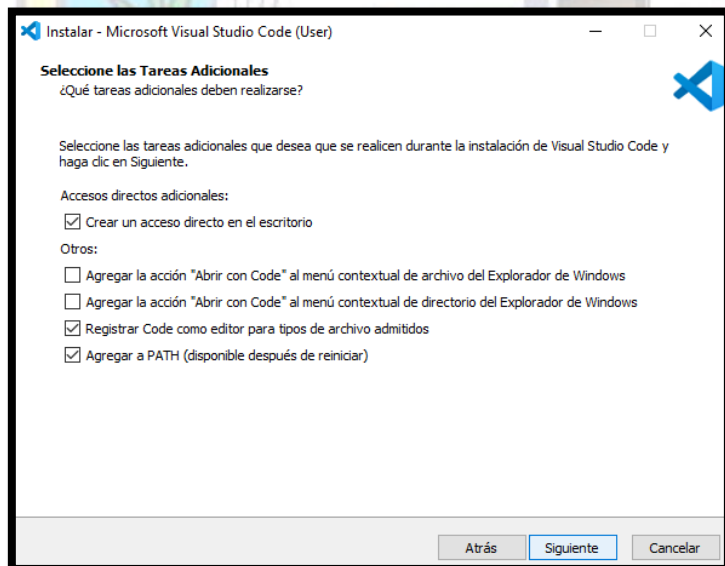 Instalar - Microsoft Visual Studio Code (User)
Seleccione las Tareas Adicionales
¿Qué tareas adicionales deben realizarse?
Seleccione las tareas adicionales que desea que se realicen durante la instalación de Visual Studio Code y
haga clic en Siguiente.
Accesos directos adicionales:
Crear un acceso directo en el escritorio
Otros:
Agregar la acción "Abrir con Code" al menú contextual de archivo del Explorador de Windows
Agregar la acción "Abrir con Code" al menú contextual de directorio del Explorador de Windows
Registrar Code como editor para tipos de archivo admitidos
Agregar a PATH (disponible después de reiniciar)
Atrás Siguiente Cancelar